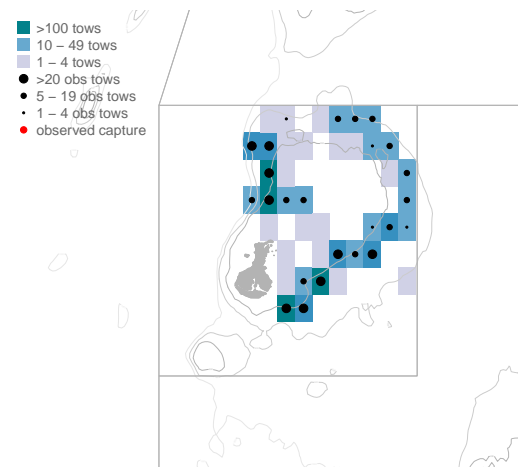 >100 tows
10 – 49 tows
1 – 4 tows
>20 obs tows
5 – 19 obs tows
1 – 4 obs tows
observed capture